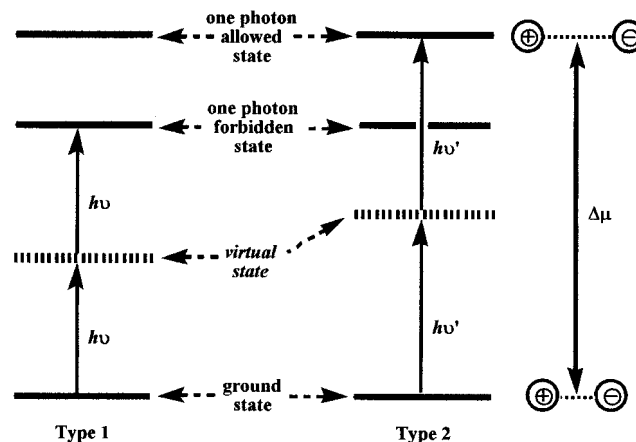 one photon
allowed
state
⊕ ⊖
one photon
forbidden
state
hυ'
hυ
Δμ
virtual
state
hυ
hυ'
ground
state
⊕ ⊖
Type 1
Type 2